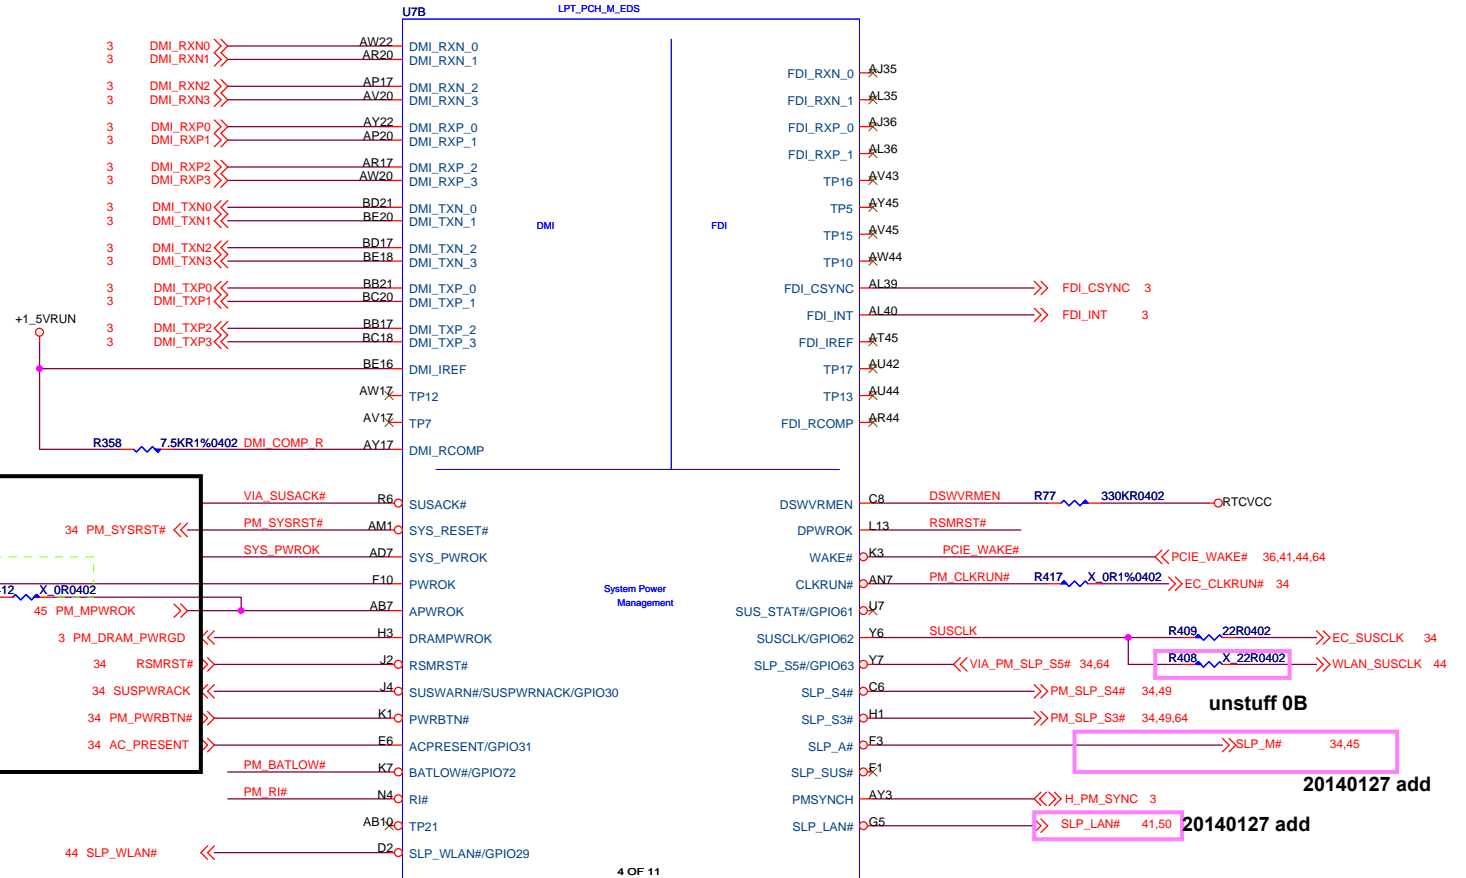 U7B LPT_PCH_M_EDS
3 DMI_RXN0 AW22 DMI_RXN_0
3 DMI_RXN1 AR20 DMI_RXN_1
FDI_RXN_0 AJ35
3 DMI_RXN2 AP17 DMI_RXN_2
3 DMI_RXN3 AV20 DMI_RXN_3
FDI_RXN_1 AL35
3 DMI_RXP0 AY22 DMI_RXP_0
FDI_RXP_0 AJ36
3 DMI_RXP1 AP20 DMI_RXP_1
FDI_RXP_1 AL36
3 DMI_RXP2 AR17 DMI_RXP_2
3 DMI_RXP3 AW20 DMI_RXP_3
TP16 AV43
3 DMI_TXN0 BD21 DMI_TXN_0
TP5 AY45
3 DMI_TXN1 BE20 DMI_TXN_1
DMI FDI
TP15 AV45
3 DMI_TXN2 BD17 DMI_TXN_2
3 DMI_TXN3 BE18 DMI_TXN_3
TP10 AW44
3 DMI_TXP0 BB21 DMI_TXP_0
FDI_CSYNC AL39 FDI_CSYNC 3
3 DMI_TXP1 BC20 DMI_TXP_1
FDI_INT AL40 FDI_INT 3
+1_5VRUN
3 DMI_TXP2 BB17 DMI_TXP_2
3 DMI_TXP3 BC18 DMI_TXP_3
FDI_IREF AT45
BE16 DMI_IREF
TP17 AU42
AW17 TP12
TP13 AU44
AV17 TP7
FDI_RCOMP AR44
R358 7.5KR1%0402 DMI_COMP_R AY17 DMI_RCOMP
VIA_SUSACK# R6 SUSACK#
DSWVRMEN C8 DSWVRMEN R77 330KR0402 RTCVCC
34 PM_SYSRST# PM_SYSRST# AM1 SYS_RESET#
DPWROK L13 RSMRST#
SYS_PWROK AD7 SYS_PWROK
WAKE# K3 PCIE_WAKE# PCIE_WAKE# 36,41,44,64
F10 PWROK
System Power
Management
CLKRUN# AN7 PM_CLKRUN# R417 X_0R1%0402 EC_CLKRUN# 34
12 X_0R0402
45 PM_MPWROK AB7 APWROK
SUS_STAT#/GPIO61 U7
3 PM_DRAM_PWRGD H3 DRAMPWROK
SUSCLK/GPIO62 Y6 SUSCLK R409 22R0402 EC_SUSCLK 34
34 RSMRST# J2 RSMRST#
SLP_S5#/GPIO63 Y7 VIA_PM_SLP_S5# 34,64 R408 X_22R0402 WLAN_SUSCLK 44
34 SUSPWRACK J4 SUSWARN#/SUSPWRNACK/GPIO30
SLP_S4# C6 PM_SLP_S4# 34,49
unstuff 0B
34 PM_PWRBTN# K1 PWRBTN#
SLP_S3# H1 PM_SLP_S3# 34,49,64
34 AC_PRESENT E6 ACPRESENT/GPIO31
SLP_A# F3 SLP_M# 34,45
PM_BATLOW# K7 BATLOW#/GPIO72
SLP_SUS# F1
20140127 add
PM_RI# N4 RI#
PMSYNCH AY3 H_PM_SYNC 3
AB10 TP21
SLP_LAN# G5 SLP_LAN# 41,50 20140127 add
44 SLP_WLAN# D2 SLP_WLAN#/GPIO29
4 OF 11